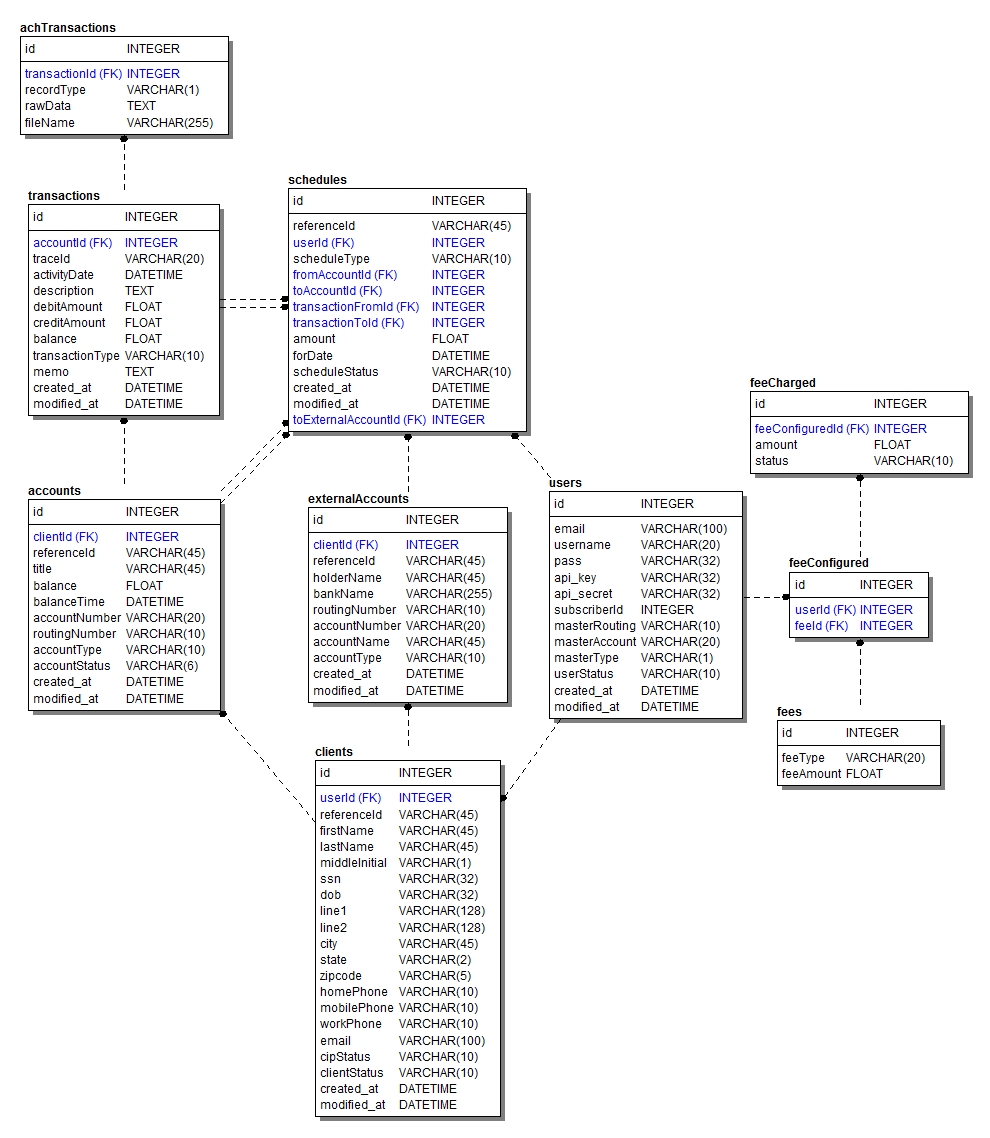 achTransactions
id INTEGER
transactionId (FK) INTEGER
recordType VARCHAR(1)
rawData TEXT
fileName VARCHAR(255)
transactions
id INTEGER
accountId (FK) INTEGER
traceId VARCHAR(20)
activityDate DATETIME
description TEXT
debitAmount FLOAT
creditAmount FLOAT
balance FLOAT
transactionType VARCHAR(10)
memo TEXT
created_at DATETIME
modified_at DATETIME
schedules
id INTEGER
referenceId VARCHAR(45)
userId (FK) INTEGER
scheduleType VARCHAR(10)
fromAccountId (FK) INTEGER
toAccountId (FK) INTEGER
transactionFromId (FK) INTEGER
transactionToId (FK) INTEGER
amount FLOAT
forDate DATETIME
scheduleStatus VARCHAR(10)
created_at DATETIME
modified_at DATETIME
toExternalAccountId (FK) INTEGER
feeCharged
id INTEGER
feeConfiguredId (FK) INTEGER
amount FLOAT
status VARCHAR(10)
accounts
id INTEGER
clientId (FK) INTEGER
referenceId VARCHAR(45)
title VARCHAR(45)
balance FLOAT
balanceTime DATETIME
accountNumber VARCHAR(20)
routingNumber VARCHAR(10)
accountType VARCHAR(10)
accountStatus VARCHAR(6)
created_at DATETIME
modified_at DATETIME
externalAccounts
id INTEGER
clientId (FK) INTEGER
referenceId VARCHAR(45)
holderName VARCHAR(45)
bankName VARCHAR(255)
routingNumber VARCHAR(10)
accountNumber VARCHAR(20)
accountName VARCHAR(45)
accountType VARCHAR(10)
created_at DATETIME
modified_at DATETIME
users
id INTEGER
email VARCHAR(100)
username VARCHAR(20)
pass VARCHAR(32)
api_key VARCHAR(32)
api_secret VARCHAR(32)
subscriberId INTEGER
masterRouting VARCHAR(10)
masterAccount VARCHAR(20)
masterType VARCHAR(1)
userStatus VARCHAR(10)
created_at DATETIME
modified_at DATETIME
feeConfigured
id INTEGER
userId (FK) INTEGER
feeId (FK) INTEGER
fees
id INTEGER
feeType VARCHAR(20)
feeAmount FLOAT
clients
id INTEGER
userId (FK) INTEGER
referenceId VARCHAR(45)
firstName VARCHAR(45)
lastName VARCHAR(45)
middleInitial VARCHAR(1)
ssn VARCHAR(32)
dob VARCHAR(32)
line1 VARCHAR(128)
line2 VARCHAR(128)
city VARCHAR(45)
state VARCHAR(2)
zipcode VARCHAR(5)
homePhone VARCHAR(10)
mobilePhone VARCHAR(10)
workPhone VARCHAR(10)
email VARCHAR(100)
cipStatus VARCHAR(10)
clientStatus VARCHAR(10)
created_at DATETIME
modified_at DATETIME